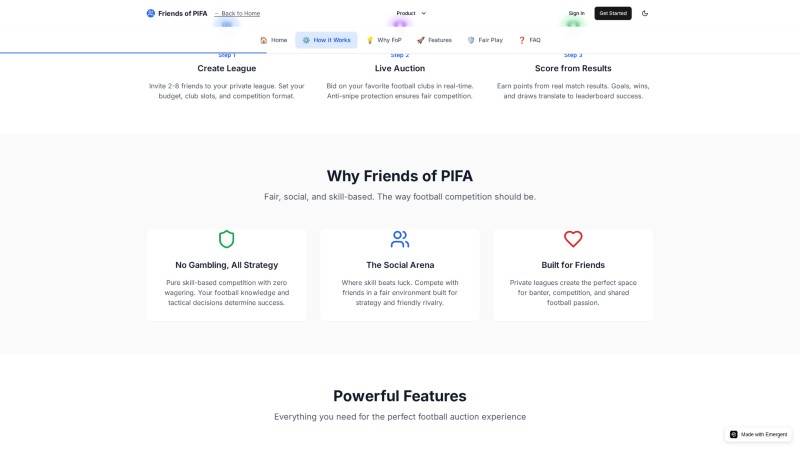 Friends of PIFA
← Back to Home
Product
Sign In
Get Started
Home
How it Works
Why FoP
Features
Fair Play
FAQ
Step 1
Step 2
Step 3
Create League
Live Auction
Score from Results
Invite 2-8 friends to your private league. Set your
budget, club slots, and competition format.
Bid on your favorite football clubs in real-time.
Anti-snipe protection ensures fair competition.
Earn points from real match results. Goals, wins,
and draws translate to leaderboard success.
Why Friends of PIFA
Fair, social, and skill-based. The way football competition should be.
No Gambling, All Strategy
Pure skill-based competition with zero
wagering. Your football knowledge and
tactical decisions determine success.
The Social Arena
Where skill beats luck. Compete with
friends in a fair environment built for
strategy and friendly rivalry.
Built for Friends
Private leagues create the perfect space
for banter, competition, and shared
football passion.
Powerful Features
Everything you need for the perfect football auction experience
Made with Emergent